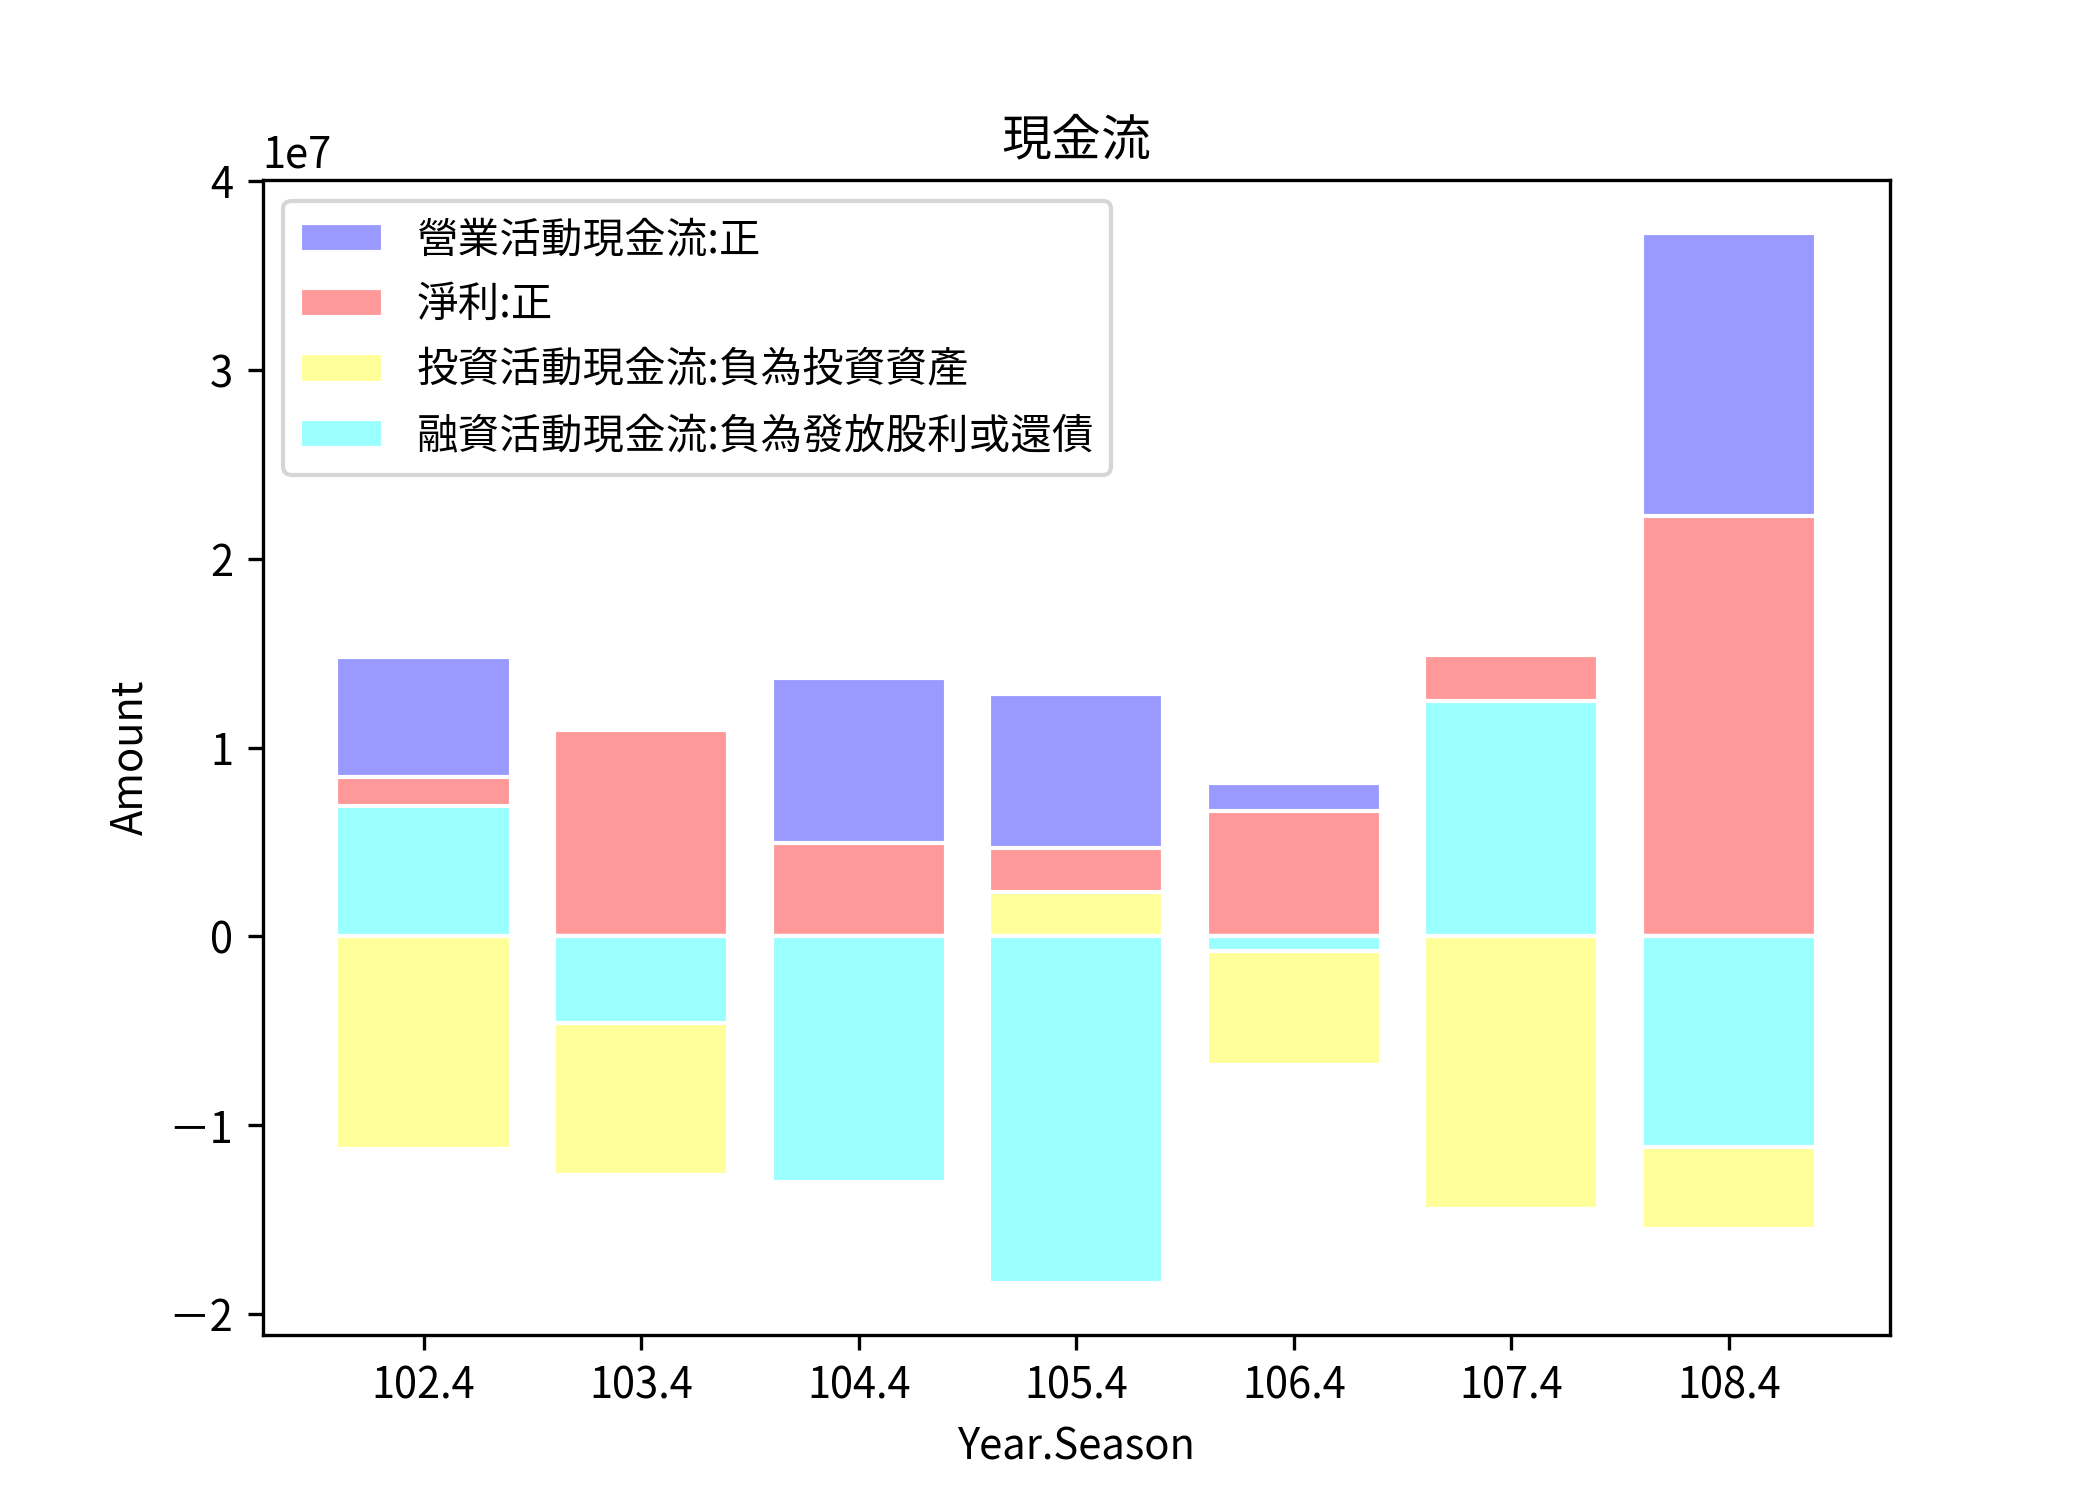 現金流
1e7
4
3
2
1
0
−1
−2
Amount
營業活動現金流:正
淨利:正
投資活動現金流:負為投資資產
融資活動現金流:負為發放股利或還債
102.4 103.4 104.4 105.4 106.4 107.4 108.4
Year.Season